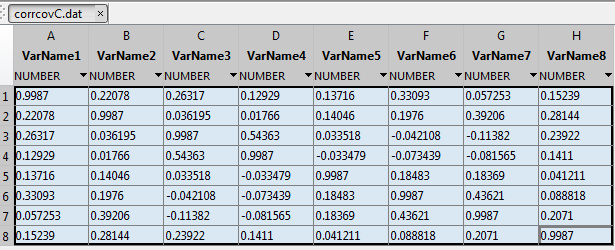 corrcovC.dat ×
A B C D E F G H
VarName1 VarName2 VarName3 VarName4 VarName5 VarName6 VarName7 VarName8
NUMBER NUMBER NUMBER NUMBER NUMBER NUMBER NUMBER NUMBER
1 0.9987 0.22078 0.26317 0.12929 0.13716 0.33093 0.057253 0.15239
2 0.22078 0.9987 0.036195 0.01766 0.14046 0.1976 0.39206 0.28144
3 0.26317 0.036195 0.9987 0.54363 0.033518 -0.042108 -0.11382 0.23922
4 0.12929 0.01766 0.54363 0.9987 -0.033479 -0.073439 -0.081565 0.1411
5 0.13716 0.14046 0.033518 -0.033479 0.9987 0.18483 0.18369 0.041211
6 0.33093 0.1976 -0.042108 -0.073439 0.18483 0.9987 0.43621 0.088818
7 0.057253 0.39206 -0.11382 -0.081565 0.18369 0.43621 0.9987 0.2071
8 0.15239 0.28144 0.23922 0.1411 0.041211 0.088818 0.2071 0.9987